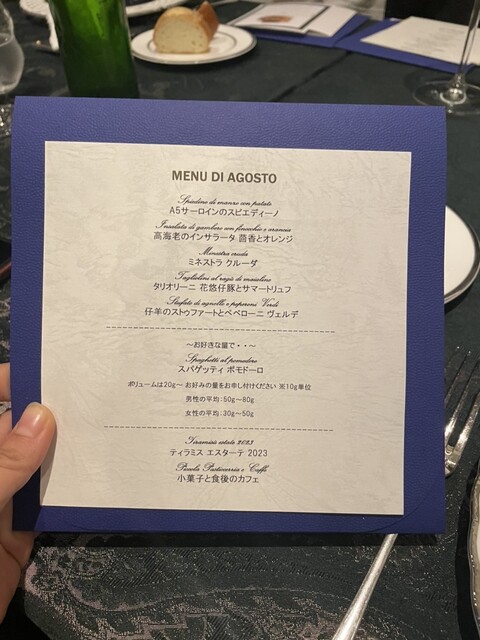 MENU DI AGOSTO
Spiedino di manzo con patate
A5サーロインのスピエディーノ
Insalata di gambero con finocchio e arancia
高海老のインサラータ 茴香とオレンジ
Minestra cruda
ミネストラ クルーダ
Tagliolini al ragù di maialino
タリオリーニ 花悠仔豚とサマートリュフ
Stufato di agnello e peperoni Verdi
仔羊のストゥファートとペペローニ ヴェルデ
～お好きな量で・・～
Spaghetti al pomodoro
スパゲッティ ポモドーロ
ボリュームは20g～ お好みの量をお申し付けください ※10g単位
男性の平均：50g～80g
女性の平均：30g～50g
Tiramisù estate 2023
ティラミス エスターテ 2023
Piccola Pasticceria e Caffè
小菓子と食後のカフェ